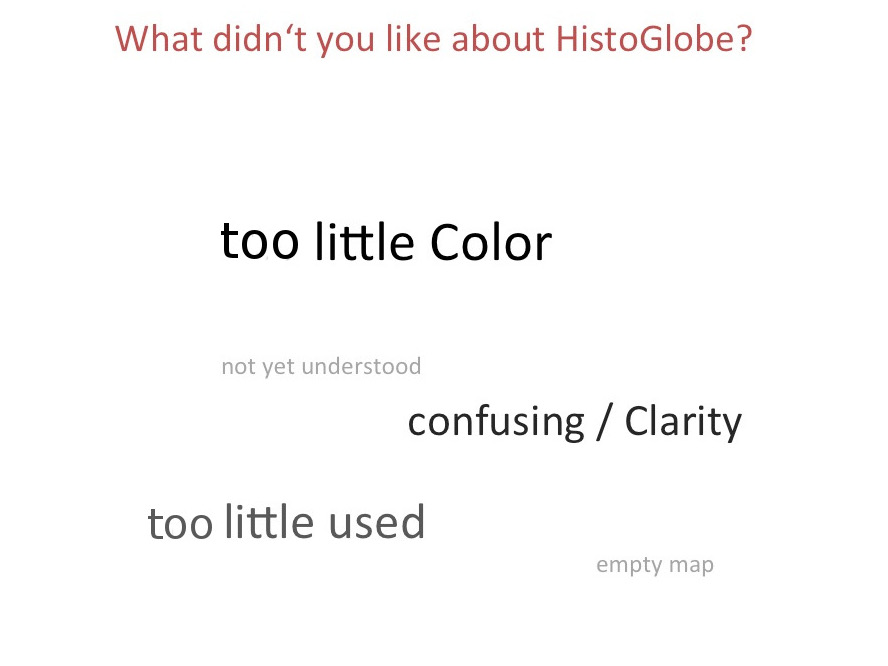 What didn‘t you like about HistoGlobe?
too little Color
not yet understood
confusing / Clarity
too little used
empty map